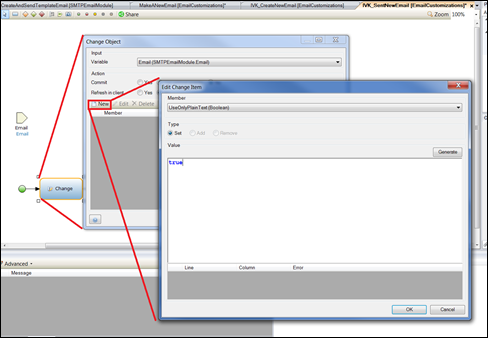 CreateAndSendTemplateEmail [SMTPEmailModule]
MakeANewEmail [EmailCustomizations]
IVK_CreateNewEmail [EmailCustomizations]
IVK_SentNewEmail [EmailCustomizations]*
Share
Zoom: 100%
Change Object
Input
Variable
Email (SMTPEmailModule.Email)
Action
Commit
Yes
Refresh in client
Yes
New
Edit
Delete
Member
Email
Email
Change
Edit Change Item
Member
UseOnlyPlainText (Boolean)
Type
Set
Add
Remove
Value
Generate
true
Line
Column
Error
OK
Cancel
Advanced
Message